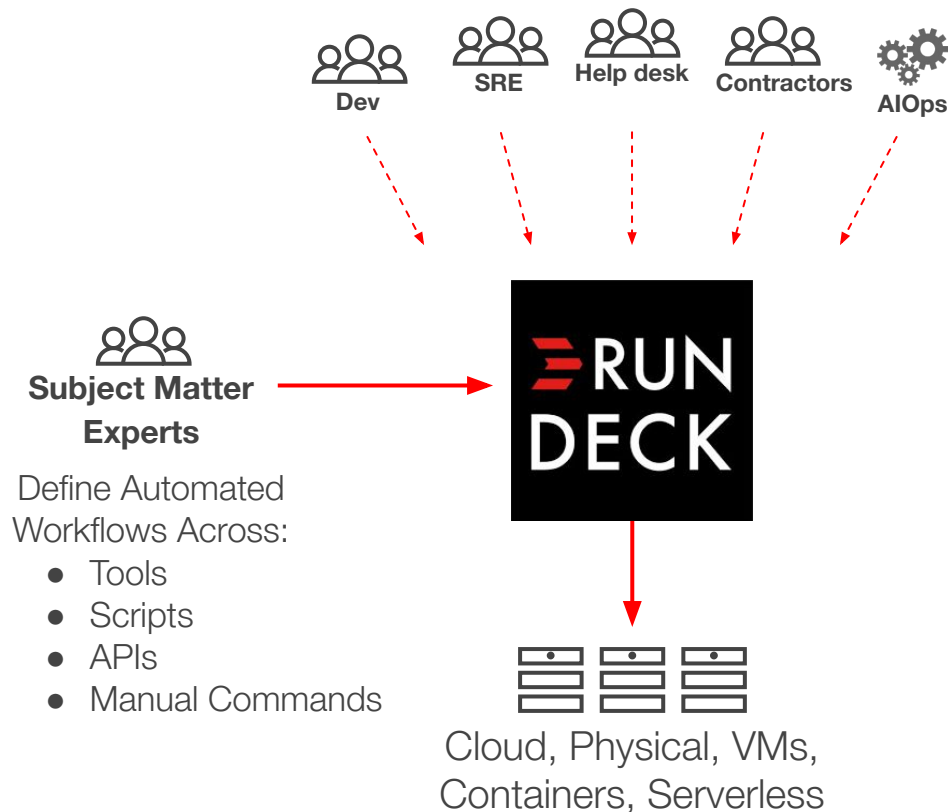 Dev
SRE
Help desk
Contractors
AIOps
Subject Matter
Experts
Define Automated
Workflows Across:
● Tools
● Scripts
● APIs
● Manual Commands
RUN
DECK
Cloud, Physical, VMs,
Containers, Serverless